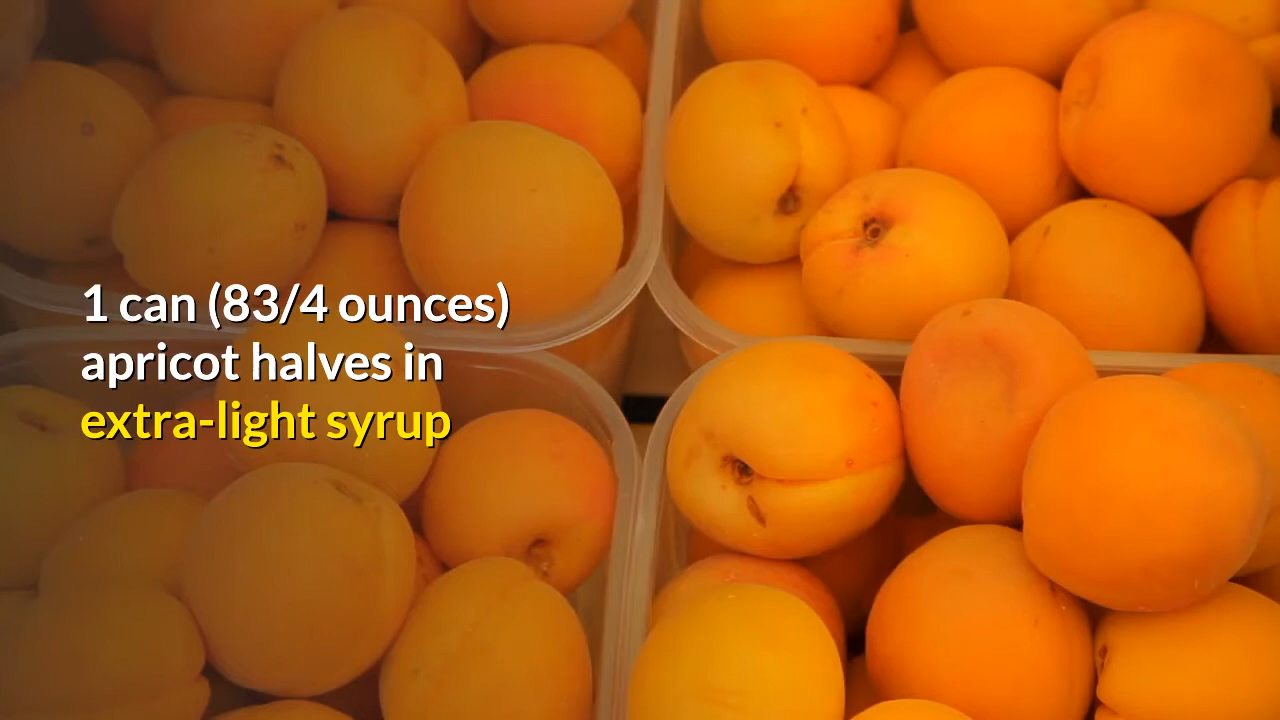 1 can (83/4 ounces)
apricot halves in
extra-light syrup